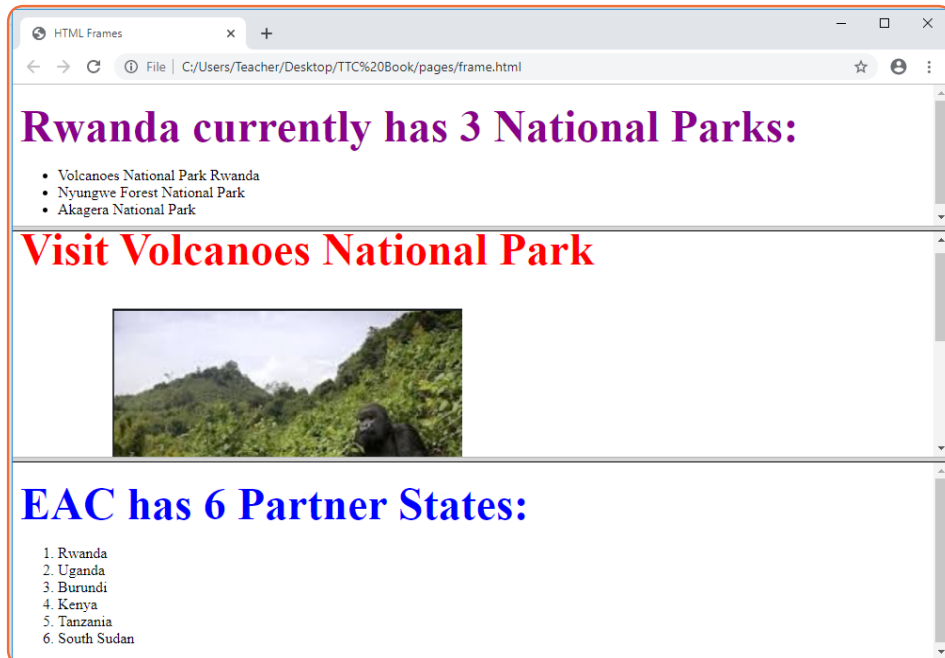 HTML Frames
File | C:/Users/Teacher/Desktop/TTC%20Book/pages/frame.html
Rwanda currently has 3 National Parks:
• Volcanoes National Park Rwanda
• Nyungwe Forest National Park
• Akagera National Park
Visit Volcanoes National Park
EAC has 6 Partner States:
1. Rwanda
2. Uganda
3. Burundi
4. Kenya
5. Tanzania
6. South Sudan